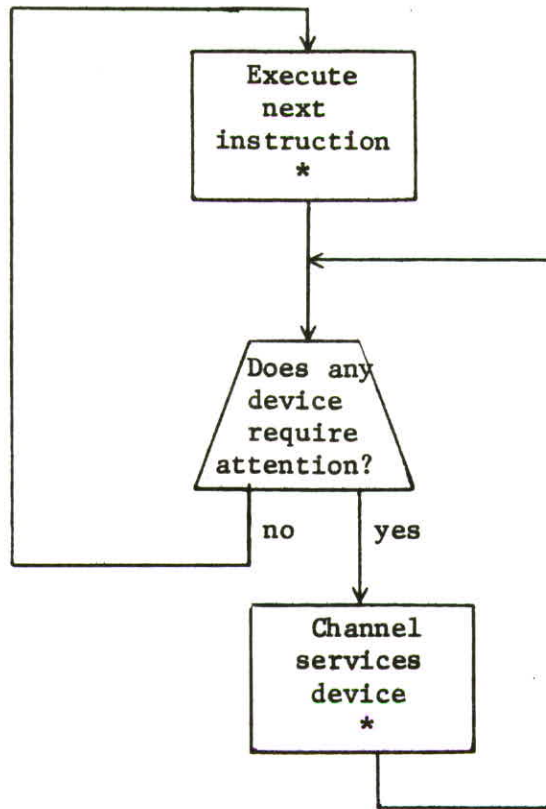 Execute
next
instruction
*
Does any
device
require
attention?
no
yes
Channel
services
device
*